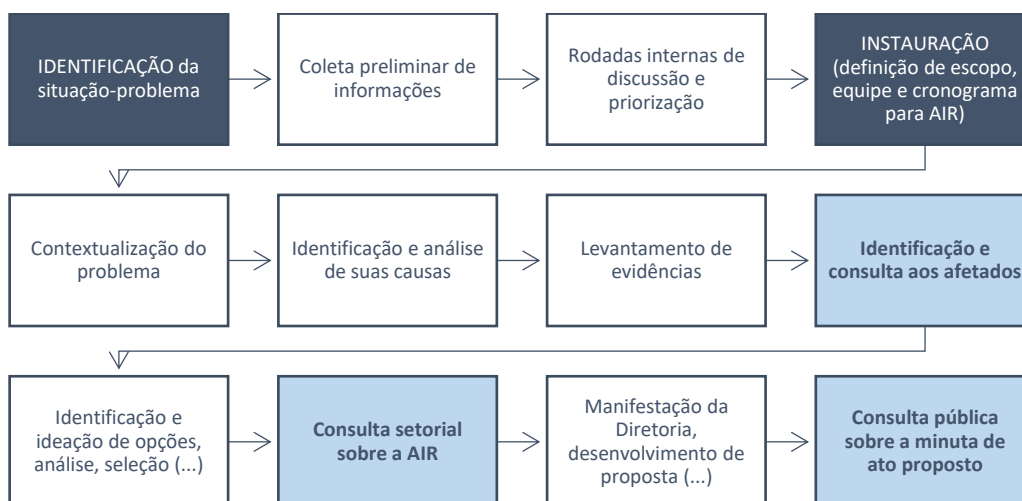 IDENTIFICAÇÃO da
situação-problema
Coleta preliminar de
informações
Rodadas internas de
discussão e
priorização
INSTAURAÇÃO
(definição de escopo,
equipe e cronograma
para AIR)
Contextualização do
problema
Identificação e análise
de suas causas
Levantamento de
evidências
Identificação e
consulta aos afetados
Identificação e
ideação de opções,
análise, seleção (...)
Consulta setorial
sobre a AIR
Manifestação da
Diretoria,
desenvolvimento de
proposta (...)
Consulta pública
sobre a minuta de
ato proposto